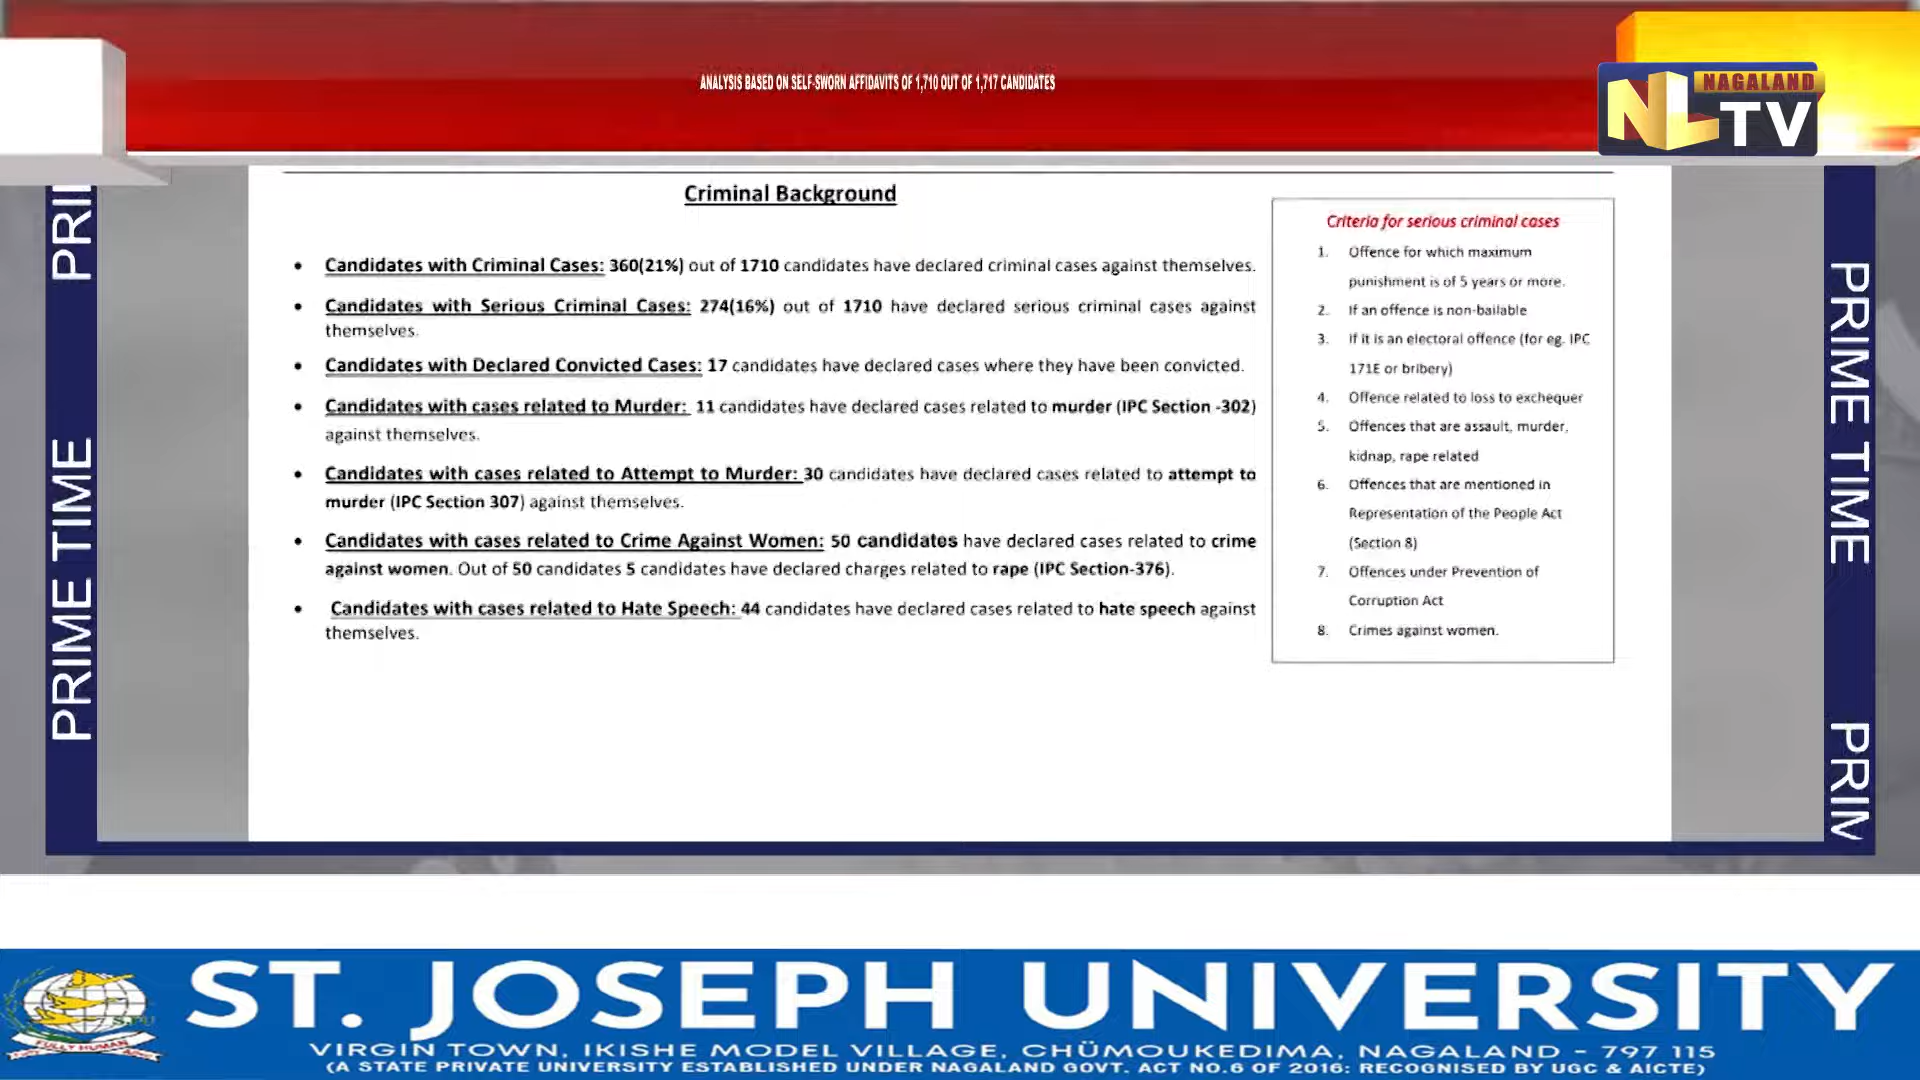 ANALYSIS BASED ON SELF-SWORN AFFIDAVITS OF 1,710 OUT OF 1,717 CANDIDATES
NAGALAND
NL TV
PRI
PRIME TIME
Criminal Background
• Candidates with Criminal Cases: 360(21%) out of 1710 candidates have declared criminal cases against themselves.
• Candidates with Serious Criminal Cases: 274(16%) out of 1710 have declared serious criminal cases against
themselves.
• Candidates with Declared Convicted Cases: 17 candidates have declared cases where they have been convicted.
• Candidates with cases related to Murder: 11 candidates have declared cases related to murder (IPC Section -302)
against themselves.
• Candidates with cases related to Attempt to Murder: 30 candidates have declared cases related to attempt to
murder (IPC Section 307) against themselves.
• Candidates with cases related to Crime Against Women: 50 candidates have declared cases related to crime
against women. Out of 50 candidates 5 candidates have declared charges related to rape (IPC Section-376).
• Candidates with cases related to Hate Speech: 44 candidates have declared cases related to hate speech against
themselves.
Criteria for serious criminal cases
1. Offence for which maximum
punishment is of 5 years or more.
2. If an offence is non-bailable
3. If it is an electoral offence (for eg. IPC
171E or bribery)
4. Offence related to loss to exchequer
5. Offences that are assault, murder,
kidnap, rape related
6. Offences that are mentioned in
Representation of the People Act
(Section 8)
7. Offences under Prevention of
Corruption Act
8. Crimes against women.
PRIME TIME
PRIM
ST. JOSEPH UNIVERSITY
VIRGIN TOWN, IKISHE MODEL VILLAGE, CHÜMOUKEDIMA, NAGALAND - 797 115
(A STATE PRIVATE UNIVERSITY ESTABLISHED UNDER NAGALAND GOVT. ACT NO.6 OF 2016: RECOGNISED BY UGC & AICTE)
FULLY HUMAN